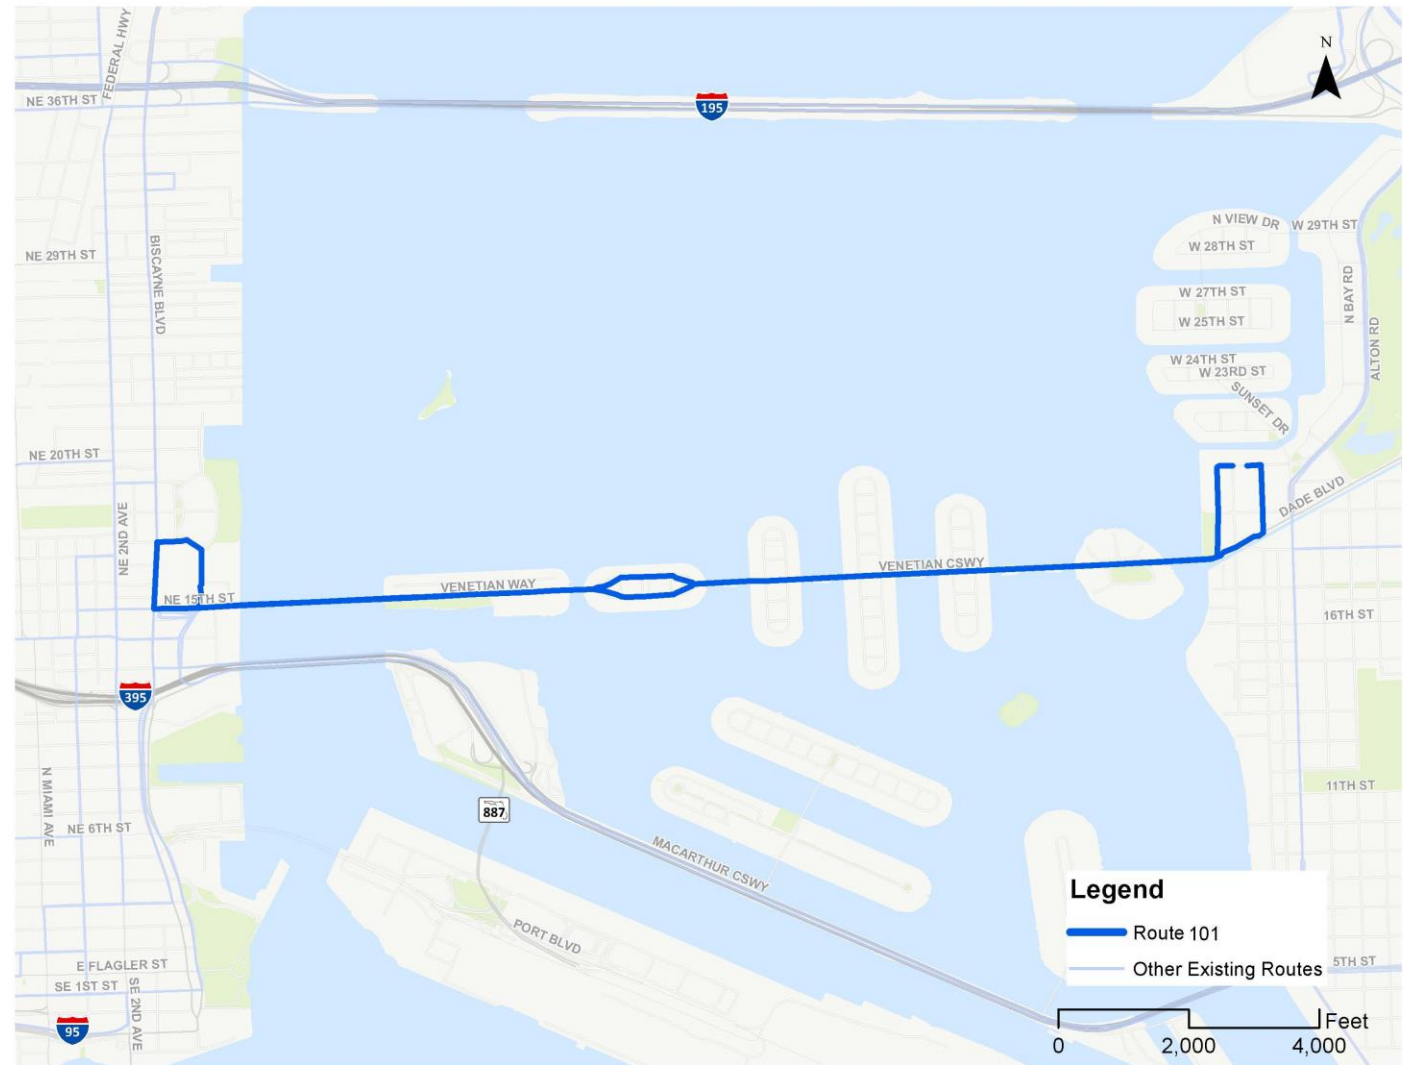 FEDERAL HWY
N
NE 36TH ST
195
N VIEW DR
W 29TH ST
W 28TH ST
NE 29TH ST
BISCAYNE BLVD
W 27TH ST
N BAY RD
W 25TH ST
ALTON RD
W 24TH ST
W 23RD ST
SUNSET DR
NE 20TH ST
DADE BLVD
NE 2ND AVE
VENETIAN CSWY
VENETIAN WAY
NE 15TH ST
16TH ST
395
N MIAMI AVE
11TH ST
887
NE 6TH ST
MACARTHUR CSWY
Legend
Route 101
PORT BLVD
E FLAGLER ST
Other Existing Routes
5TH ST
SE 1ST ST
SE 2ND AVE
95
Feet
0 2,000 4,000